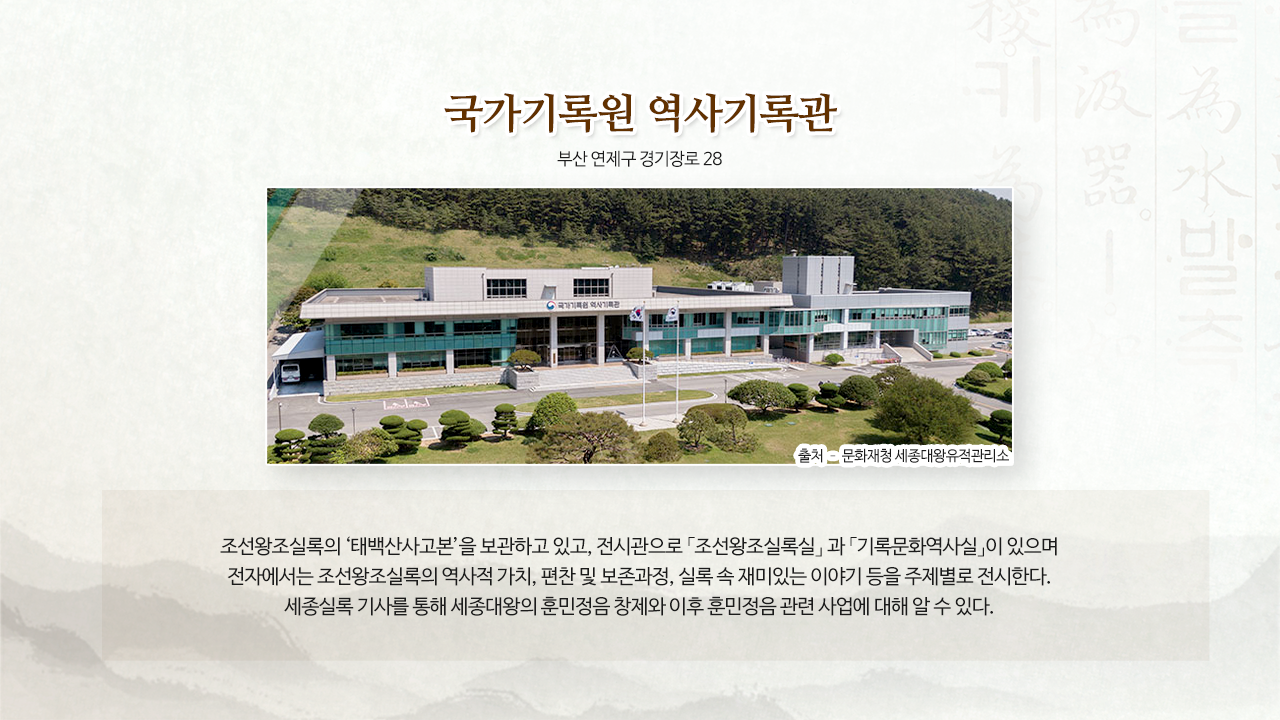 국가기록원 역사기록관
부산 연제구 경기장로 28
국가기록원 역사기록관
출처 - 문화재청 세종대왕유적관리소
조선왕조실록의 ‘태백산사고본’을 보관하고 있고, 전시관으로 「조선왕조실록실」 과 「기록문화역사실」이 있으며
전자에서는 조선왕조실록의 역사적 가치, 편찬 및 보존과정, 실록 속 재미있는 이야기 등을 주제별로 전시한다.
세종실록 기사를 통해 세종대왕의 훈민정음 창제와 이후 훈민정음 관련 사업에 대해 알 수 있다.
為水발
為汲器
키